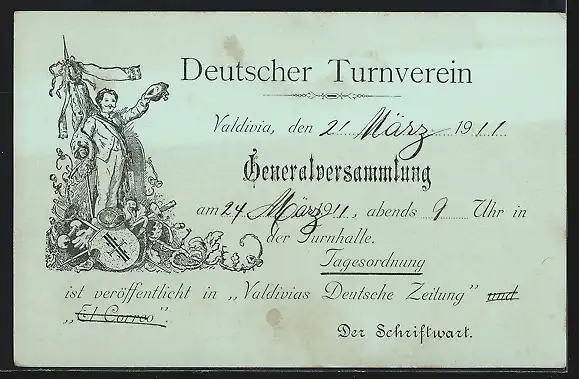 Deutscher Turnverein
Valdivia, den 21 März 1911.
Generalversammlung
am 24 März 1911, abends 9 Uhr in
der Turnhalle.
Tagesordnung
ist veröffentlicht in „Valdivias Deutsche Zeitung" und
„El Correo".
Der Schriftwart.